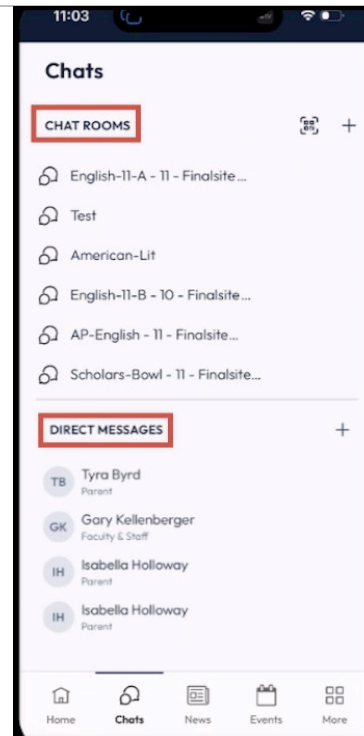 11:03
Chats
CHAT ROOMS
English-11-A - 11 - Finalsite...
Test
American-Lit
English-11-B - 10 - Finalsite...
AP-English - 11 - Finalsite...
Scholars-Bowl - 11 - Finalsite...
DIRECT MESSAGES
TB Tyra Byrd
Parent
GK Gary Kellenberger
Faculty & Staff
IH Isabella Holloway
Parent
IH Isabella Holloway
Parent
Home Chats News Events More